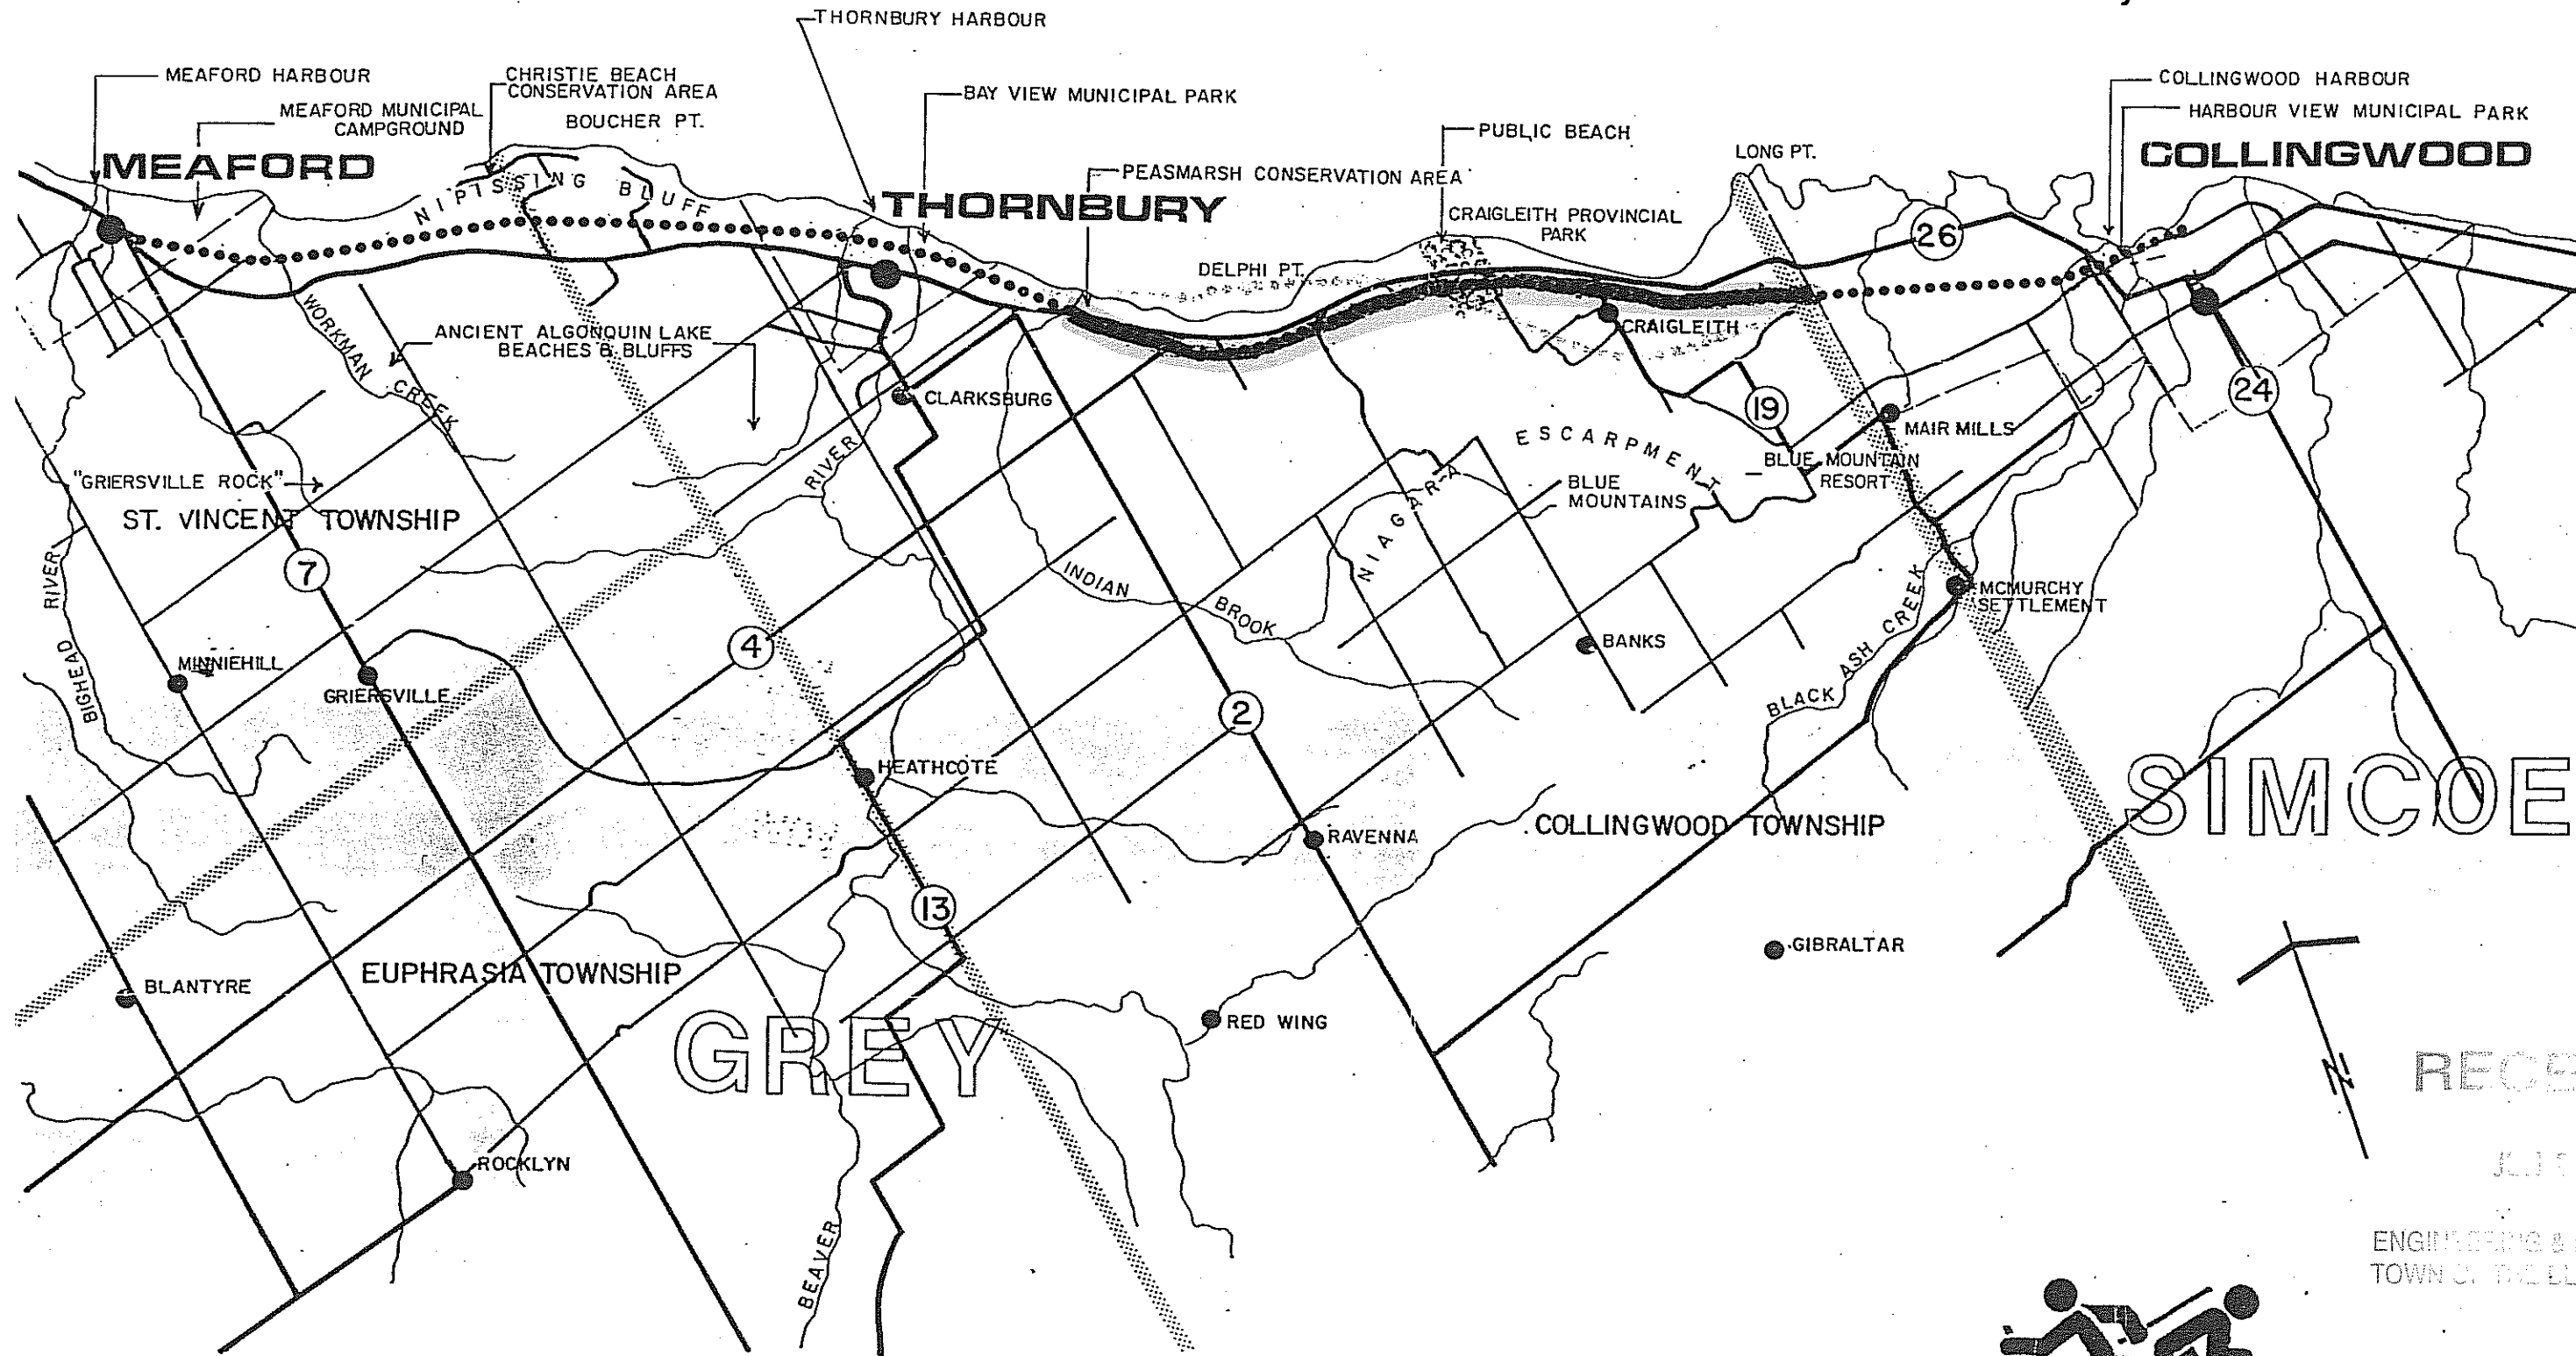 THORNBURY HARBOUR
MEAFORD HARBOUR
CHRISTIE BEACH
CONSERVATION AREA
COLLINGWOOD HARBOUR
BAY VIEW MUNICIPAL PARK
MEAFORD MUNICIPAL
CAMPGROUND
BOUCHER PT.
HARBOUR VIEW MUNICIPAL PARK
PUBLIC BEACH
MEAFORD
LONG PT.
COLLINGWOOD
PEASMARSH CONSERVATION AREA
NIPISSING BLUFF
THORNBURY
CRAIGLEITH PROVINCIAL
PARK
26
DELPHI PT.
WORKMAN CREEK
ANCIENT ALGONQUIN LAKE
BEACHES & BLUFFS
CRAIGLEITH
CLARKSBURG
19
24
MAIR MILLS
NIAGARA ESCARPMENT
BLUE MOUNTAIN
RESORT
"GRIERSVILLE ROCK"
RIVER
BLUE
MOUNTAINS
ST. VINCENT TOWNSHIP
7
BIGHEAD RIVER
INDIAN BROOK
MCMURCHY
SETTLEMENT
4
BANKS
BLACK ASH CREEK
MINNIEHILL
GRIERSVILLE
2
HEATHCOTE
SIMCOE
RAVENNA
COLLINGWOOD TOWNSHIP
13
GIBRALTAR
EUPHRASIA TOWNSHIP
BLANTYRE
RED WING
GREY
N
ROCKLYN
BEAVER
TOWN